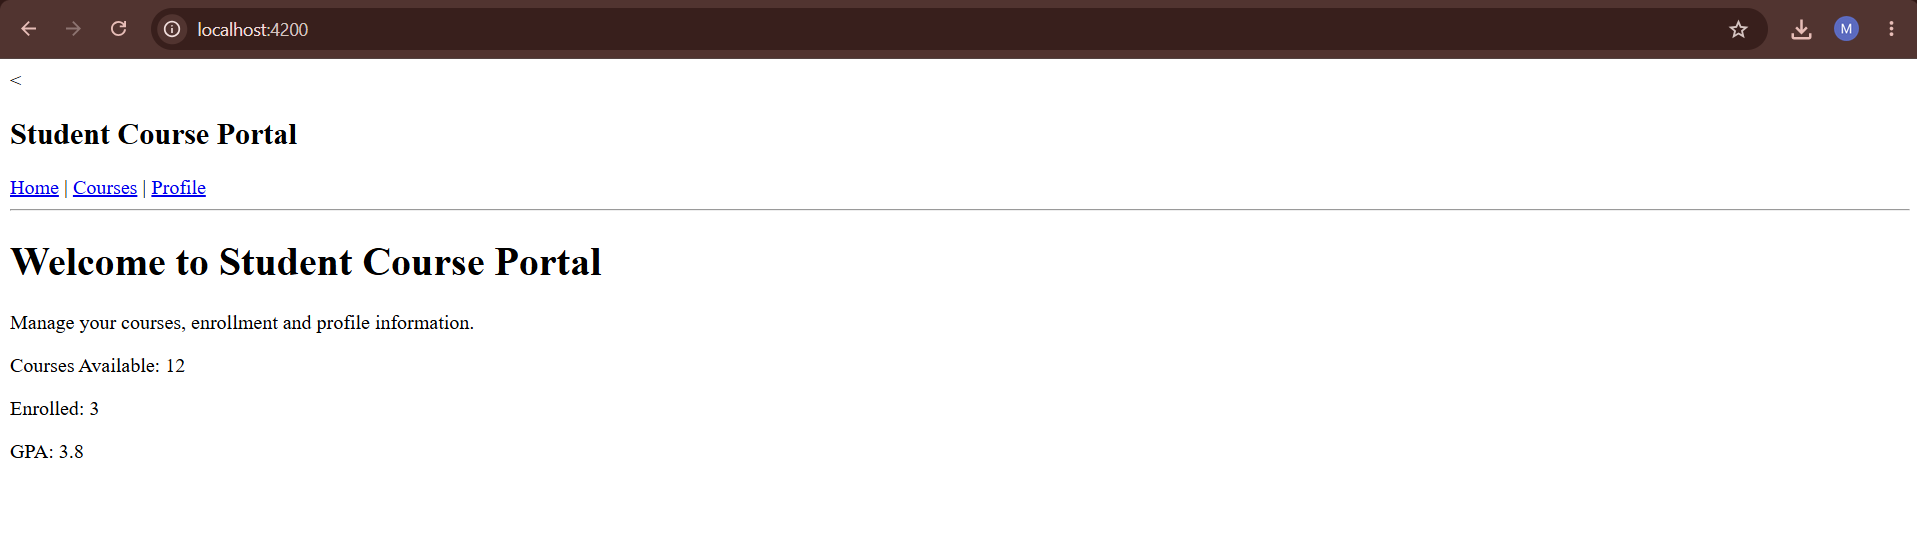 localhost:4200
M
<
Student Course Portal
Home | Courses | Profile
Welcome to Student Course Portal
Manage your courses, enrollment and profile information.
Courses Available: 12
Enrolled: 3
GPA: 3.8